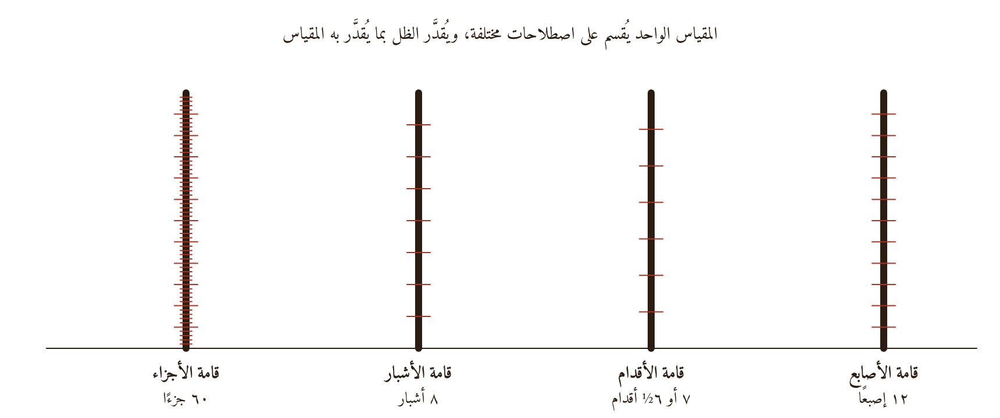 المقياس الواحد يُقسم على اصطلاحات مختلفة، ويُقدَّر الظل بما يُقدَّر به المقياس
قامة الأصابع
١٢ إصبعًا
قامة الأقدام
٧ أو ٦½ أقدام
قامة الأشبار
٨ أشبار
قامة الأجزاء
٦٠ جزءًا